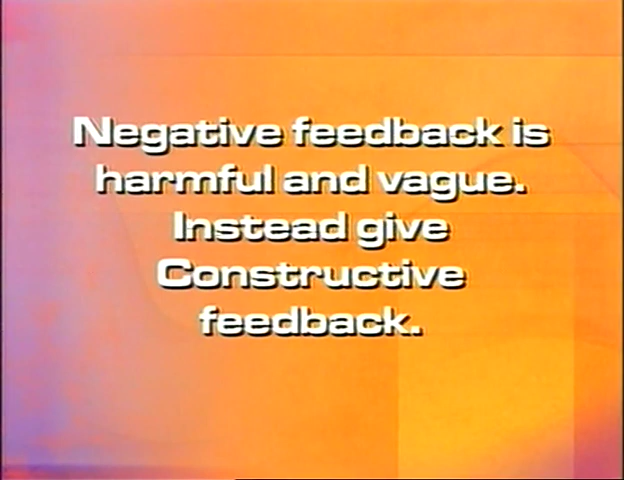 Negative feedback is
harmful and vague.
Instead give
Constructive
feedback.